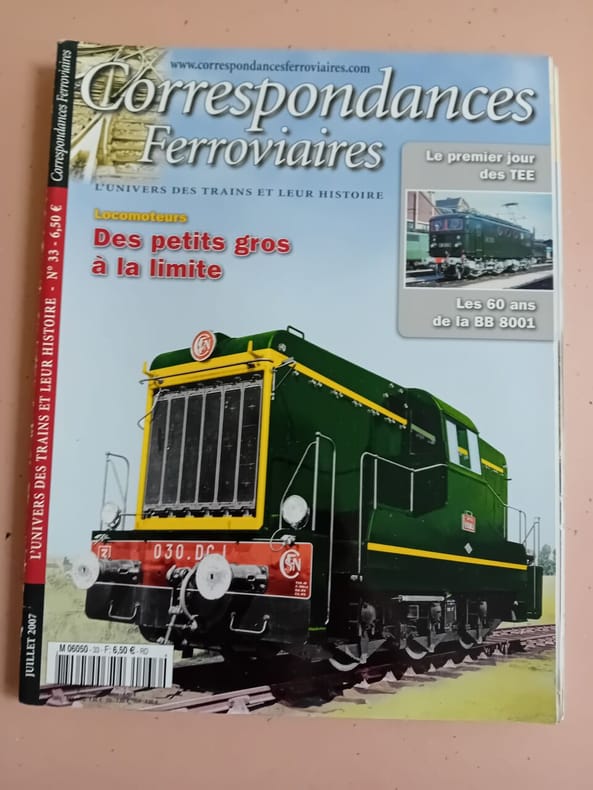 www.correspondancesferroviaires.com
Correspondances
Ferroviaires
L'UNIVERS DES TRAINS ET LEUR HISTOIRE
Le premier jour
des TEE
Les 60 ans
de la BB 8001
Locomoteurs
Des petits gros
à la limite
030.DC 1
M 06050 - 33 - F: 6,50 € - RD
Correspondances Ferroviaires
L'UNIVERS DES TRAINS ET LEUR HISTOIRE - N° 33 - 6,50 €
JUILLET 2007